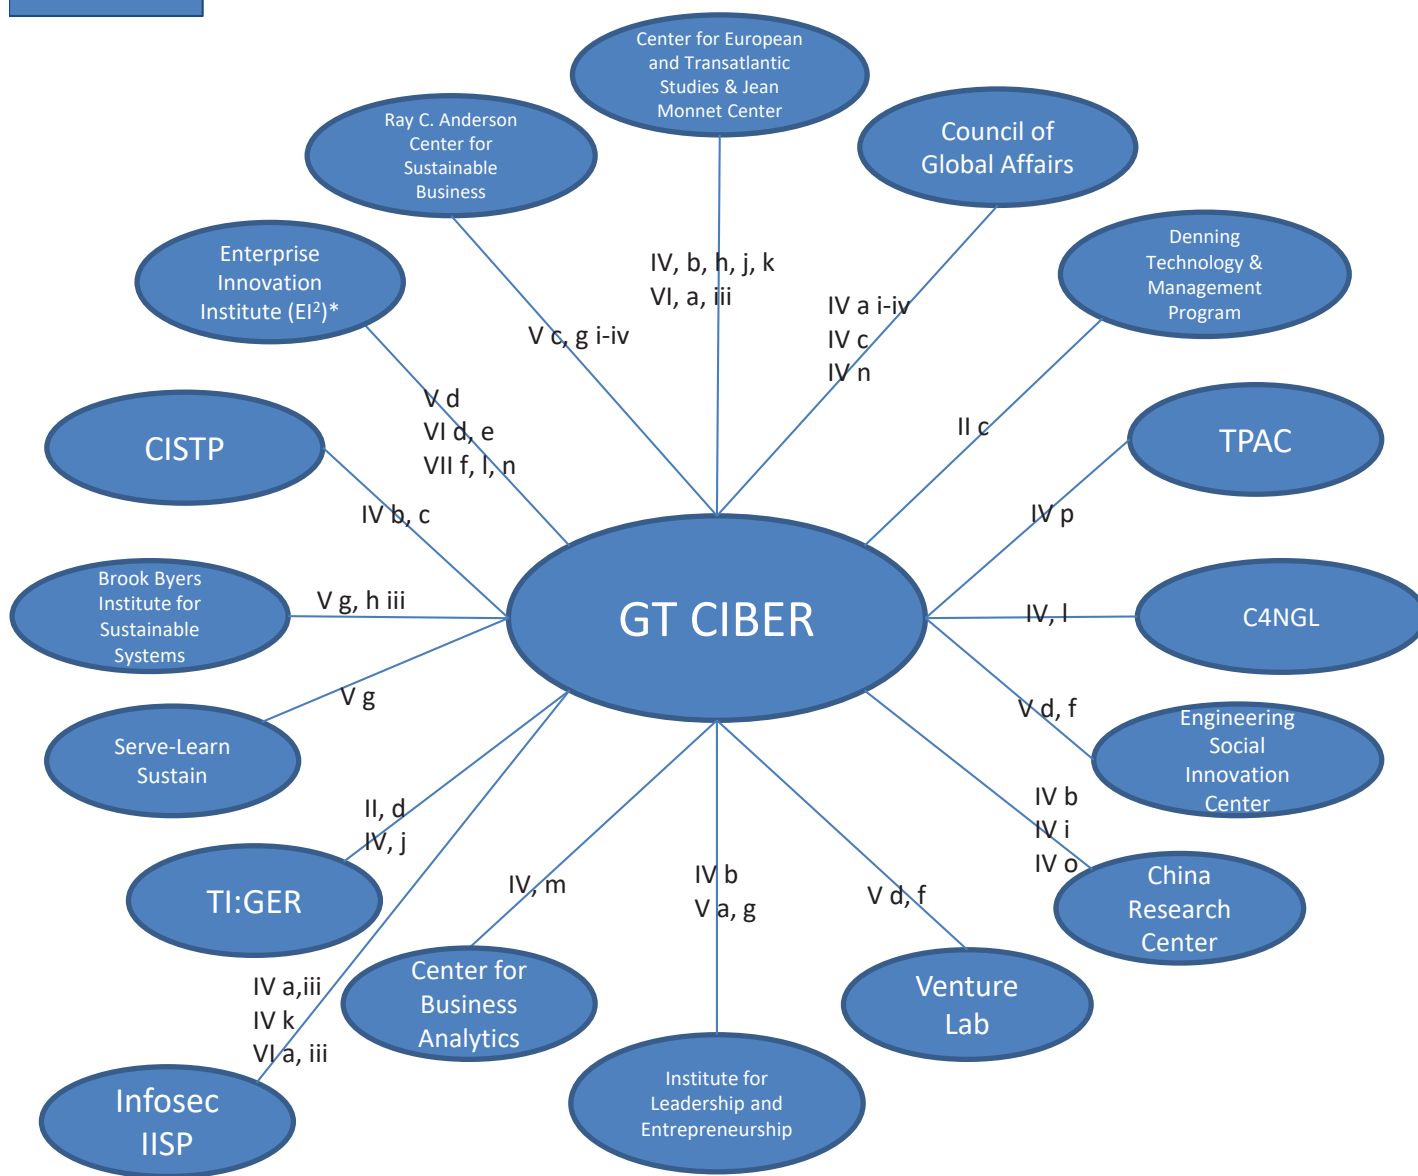 Center for European
and Transatlantic
Studies & Jean
Monnet Center
Ray C. Anderson
Center for
Sustainable
Business
Council of
Global Affairs
Enterprise
Innovation
Institute (EI²)*
Denning
Technology &
Management
Program
IV, b, h, j, k
VI, a, iii
IV a i-iv
IV c
IV n
V c, g i-iv
V d
VI d, e
VII f, l, n
II c
CISTP
TPAC
IV b, c
IV p
Brook Byers
Institute for
Sustainable
Systems
V g, h iii
GT CIBER
IV, l
C4NGL
V g
V d, f
Serve-Learn
Sustain
Engineering
Social
Innovation
Center
II, d
IV, j
IV b
IV i
IV o
TI:GER
IV, m
IV b
V a, g
V d, f
China
Research
Center
IV a,iii
IV k
VI a, iii
Center for
Business
Analytics
Venture
Lab
Infosec
IISP
Institute for
Leadership and
Entrepreneurship